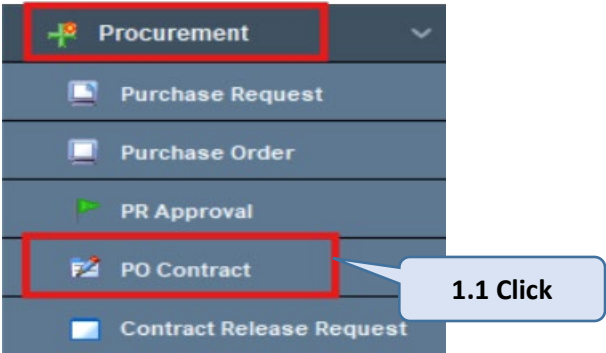 Procurement
Purchase Request
Purchase Order
PR Approval
PO Contract
1.1 Click
Contract Release Request